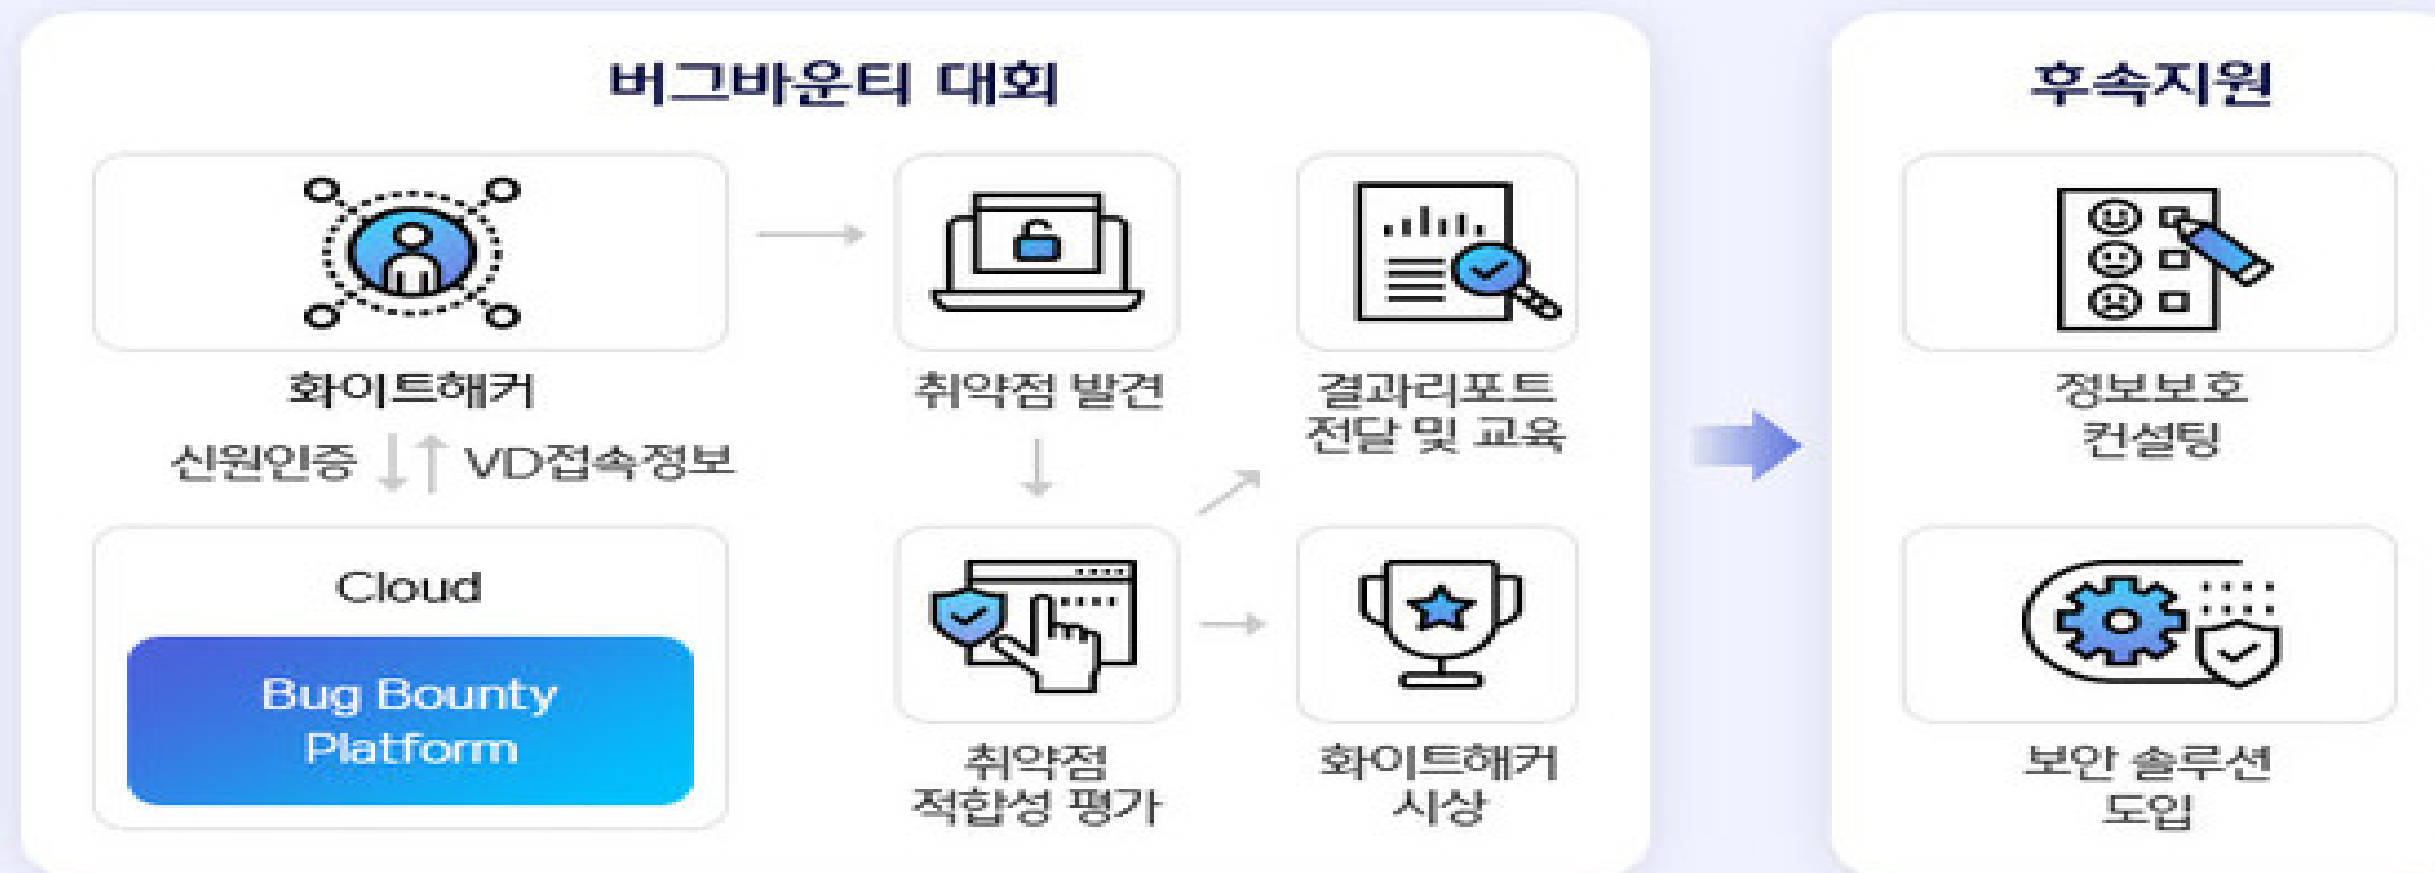 버그바운티 대회
화이트해커
신원인증
VD접속정보
Cloud
Bug Bounty
Platform
취약점 발견
취약점
적합성 평가
결과리포트
전달 및 교육
화이트해커
시상
후속지원
정보보호
컨설팅
보안 솔루션
도입